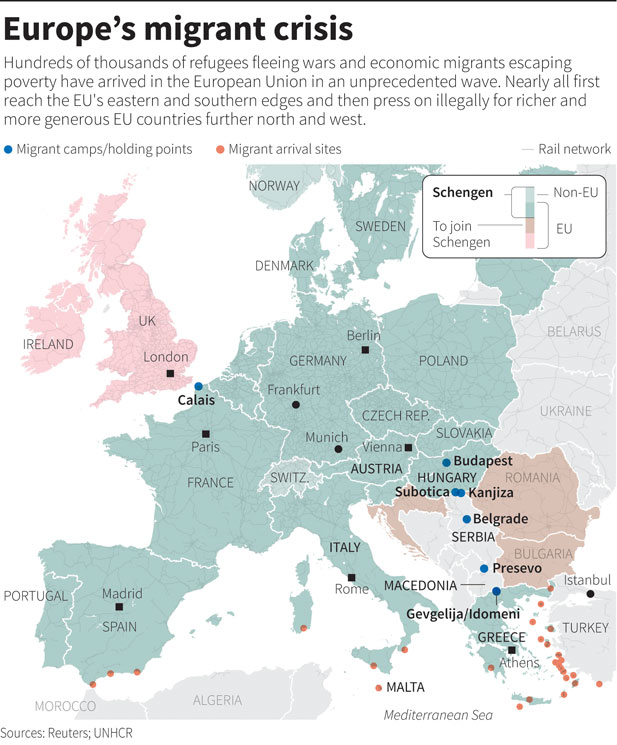 Europe's migrant crisis
Hundreds of thousands of refugees fleeing wars and economic migrants escaping
poverty have arrived in the European Union in an unprecedented wave. Nearly all first
reach the EU's eastern and southern edges and then press on illegally for richer and
more generous EU countries further north and west.
Migrant camps/holding points
Migrant arrival sites
Rail network
Schengen
Non-EU
To join
Schengen
EU
NORWAY
SWEDEN
DENMARK
IRELAND
UK
London
Calais
Berlin
GERMANY
POLAND
BELARUS
Frankfurt
UKRAINE
CZECH REP.
SLOVAKIA
Paris
Munich
Vienna
Budapest
FRANCE
SWITZ.
AUSTRIA
HUNGARY
ROMANIA
Subotica
Kanjiza
Belgrade
SERBIA
ITALY
BULGARIA
Presevo
Istanbul
PORTUGAL
Madrid
SPAIN
Rome
MACEDONIA
Gevgelija/Idomeni
TURKEY
GREECE
Athens
MALTA
MOROCCO
ALGERIA
Mediterranean Sea
Sources: Reuters; UNHCR